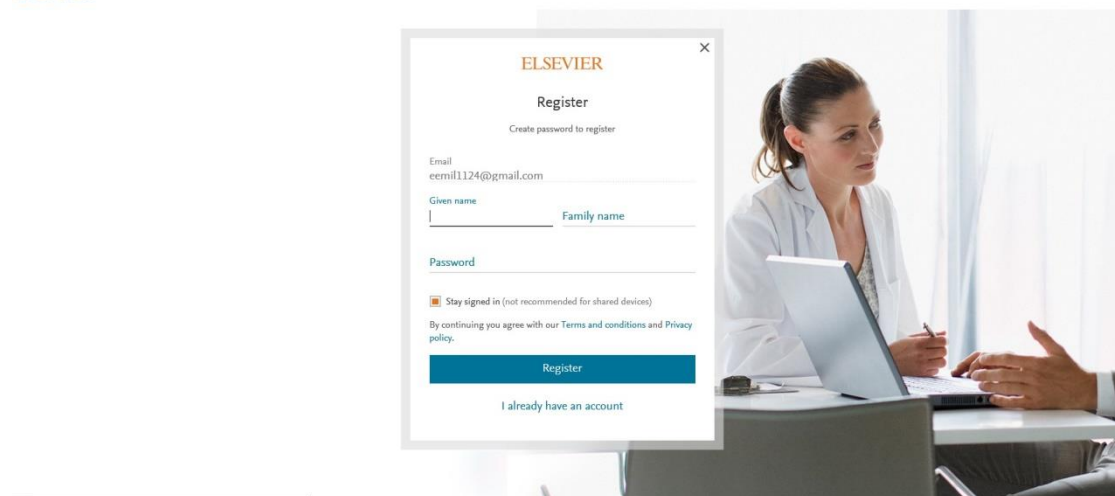 ELSEVIER
Register
Create password to register
Email
eemil1124@gmail.com
Given name
Family name
Password
Stay signed in (not recommended for shared devices)
By continuing you agree with our Terms and conditions and Privacy
policy.
Register
I already have an account